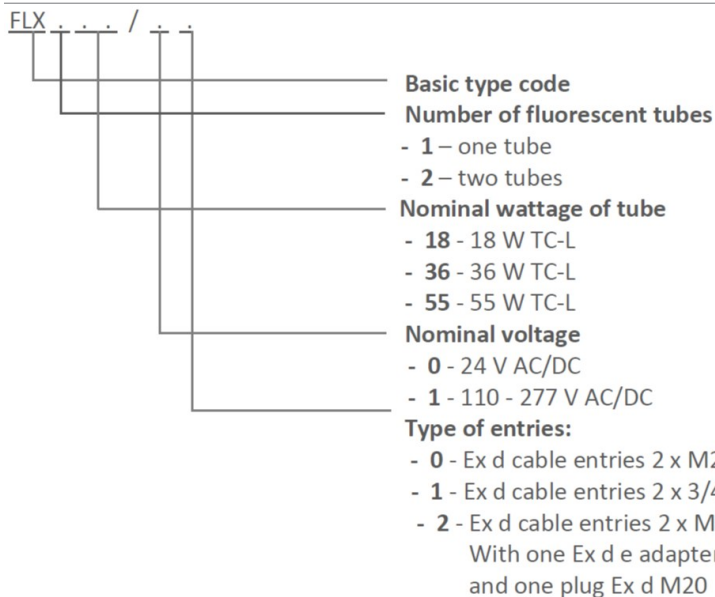 FLX . . . / . .
Basic type code
Number of fluorescent tubes
- 1 – one tube
- 2 – two tubes
Nominal wattage of tube
- 18 - 18 W TC-L
- 36 - 36 W TC-L
- 55 - 55 W TC-L
Nominal voltage
- 0 - 24 V AC/DC
- 1 - 110 - 277 V AC/DC
Type of entries:
- 0 - Ex d cable entries 2 x
- 1 - Ex d cable entries 2 x 3/4
- 2 - Ex d cable entries 2 x
With one Ex d e adapter
and one plug Ex d M20